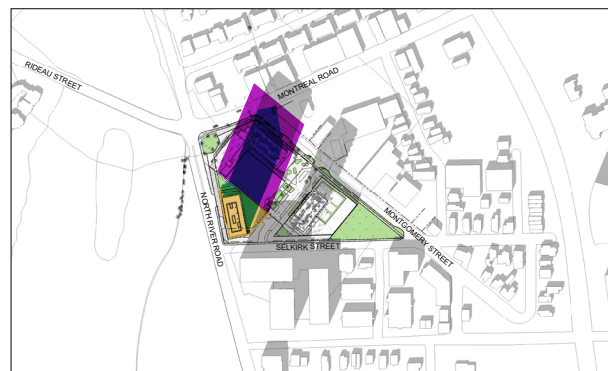 RIDEAU STREET
MONTREAL ROAD
NORTH RIVER ROAD
MONTGOMERY STREET
SELKIRK STREET